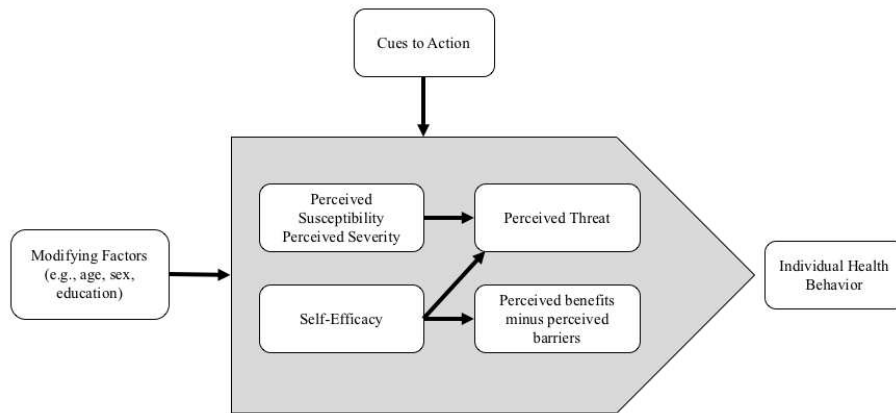 Cues to Action
Perceived
Susceptibility
Perceived Severity
Perceived Threat
Modifying Factors
(e.g., age, sex,
education)
Individual Health
Behavior
Self-Efficacy
Perceived benefits
minus perceived
barriers